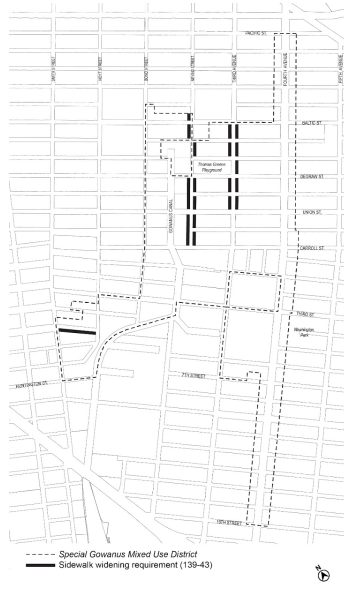 PACIFIC ST.
SMITH STREET
HOYT STREET
BOND STREET
NEVINS STREET
THIRD AVENUE
FOURTH AVENUE
FIFTH AVENUE
BALTIC ST.
Thomas Greene
Playground
DEGRAW ST.
GOWANUS CANAL
UNION ST.
CARROLL ST.
THIRD ST.
Washington
Park
7TH STREET
HUNTINGTON ST.
15TH STREET
Special Gowanus Mixed Use District
Sidewalk widening requirement (139-43)
N